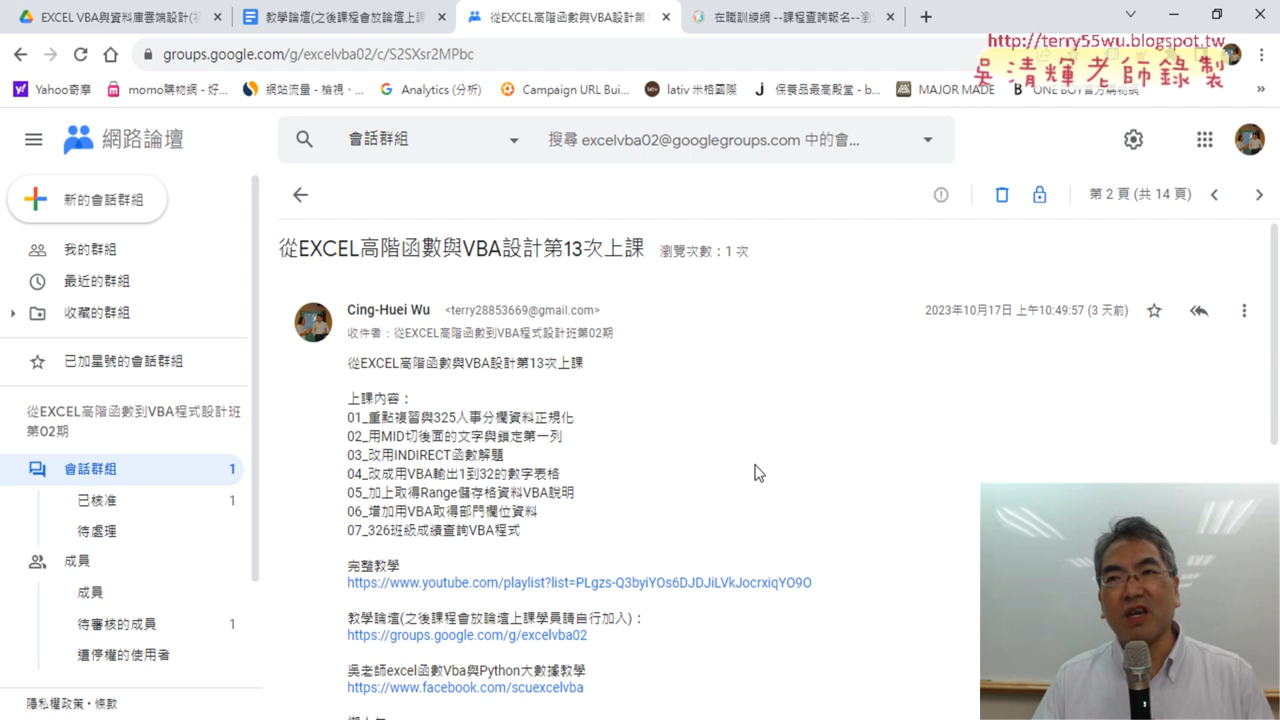 EXCEL VBA與資料庫雲端設計(
教學論壇(之後課程會放論壇上課
從EXCEL高階函數與VBA設計第1
在職訓練網 --課程查詢報名--瀏
http://terry55wu.blogspot.tw
groups.google.com/g/excelvba02/c/S2SXsr2MPbc
吳清輝老師錄製
Yahoo奇摩
momo購物網 - 好...
網站流量 - 檢視、...
Analytics (分析)
Campaign URL Bui...
lativ 米格國際
保養品最高殿堂 - b...
MAJOR MADE
ONE BOY官方購物網
»
網路論壇
會話群組
搜尋 excelvba02@googlegroups.com 中的會...
新的會話群組
第 2 頁 (共 14 頁)
我的群組
從EXCEL高階函數與VBA設計第13次上課
瀏覽次數：1 次
最近的群組
收藏的群組
Cing-Huei Wu <terry28853669@gmail.com>
2023年10月17日 上午10:49:57 (3 天前)
收件者：從EXCEL高階函數到VBA程式設計班第02期
已加星號的會話群組
從EXCEL高階函數與VBA設計第13次上課
上課內容：
從EXCEL高階函數到VBA程式設計班
第02期
01_重點複習與325人事分欄資料正規化
02_用MID切後面的文字與鎖定第一列
03_改用INDIRECT函數解題
會話群組 1
04_改成用VBA輸出1到32的數字表格
05_加上取得Range儲存格資料VBA說明
已核准 1
06_增加用VBA取得部門欄位資料
07_326班級成績查詢VBA程式
待處理
成員
完整教學
https://www.youtube.com/playlist?list=PLgzs-Q3byiYOs6DJDJiLVkJocrxiqYO9O
成員
教學論壇(之後課程會放論壇上課學員請自行加入)：
待審核的成員 1
https://groups.google.com/g/excelvba02
遭停權的使用者
吳老師excel函數Vba與Python大數據教學
https://www.facebook.com/scuexcelvba
隱私權政策 • 條款